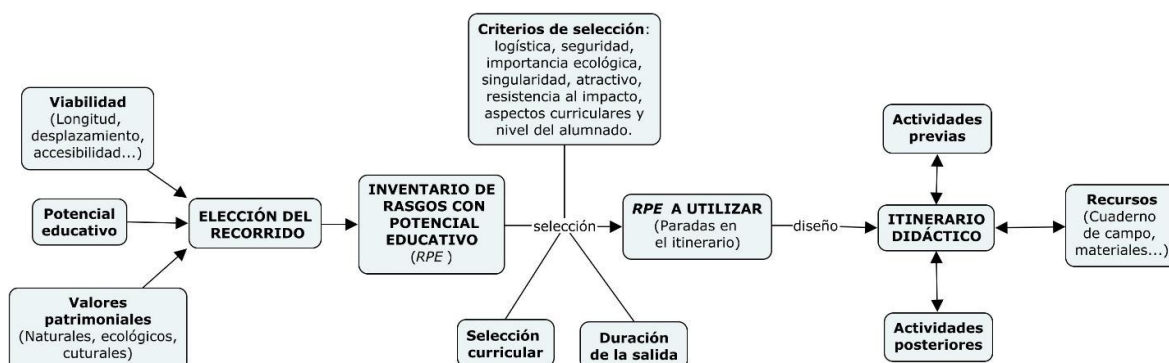 Viabilidad
(Longitud,
desplazamiento,
accesibilidad...)
Potencial
educativo
Valores
patrimoniales
(Naturales, ecológicos,
cuturales)
ELECCIÓN DEL
RECORRIDO
INVENTARIO DE
RASGOS CON
POTENCIAL
EDUCATIVO
(RPE )
Criterios de selección:
logística, seguridad,
importancia ecológica,
singularidad, atractivo,
resistencia al impacto,
aspectos curriculares y
nivel del alumnado.
selección
Selección
curricular
Duración
de la salida
RPE A UTILIZAR
(Paradas en
el itinerario)
diseño
Actividades
previas
ITINERARIO
DIDÁCTICO
Actividades
posteriores
Recursos
(Cuaderno
de campo,
materiales...)